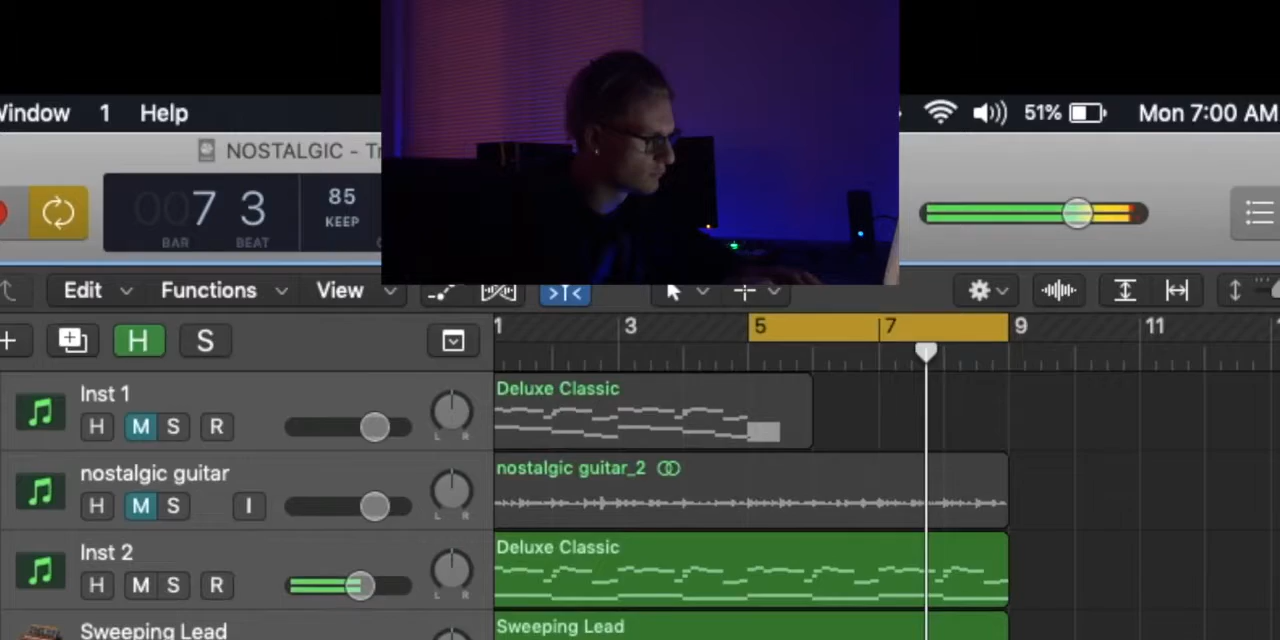 Window 1 Help 51% Mon 7:00 AM
NOSTALGIC - Tr
007 3 85
BAR BEAT KEEP
Edit Functions View
H S 1 3 5 7 9 11
Inst 1 Deluxe Classic
H M S R L R
nostalgic guitar nostalgic guitar_2
H M S I L R
Inst 2 Deluxe Classic
H M S R L R
Sweeping Lead Sweeping Lead